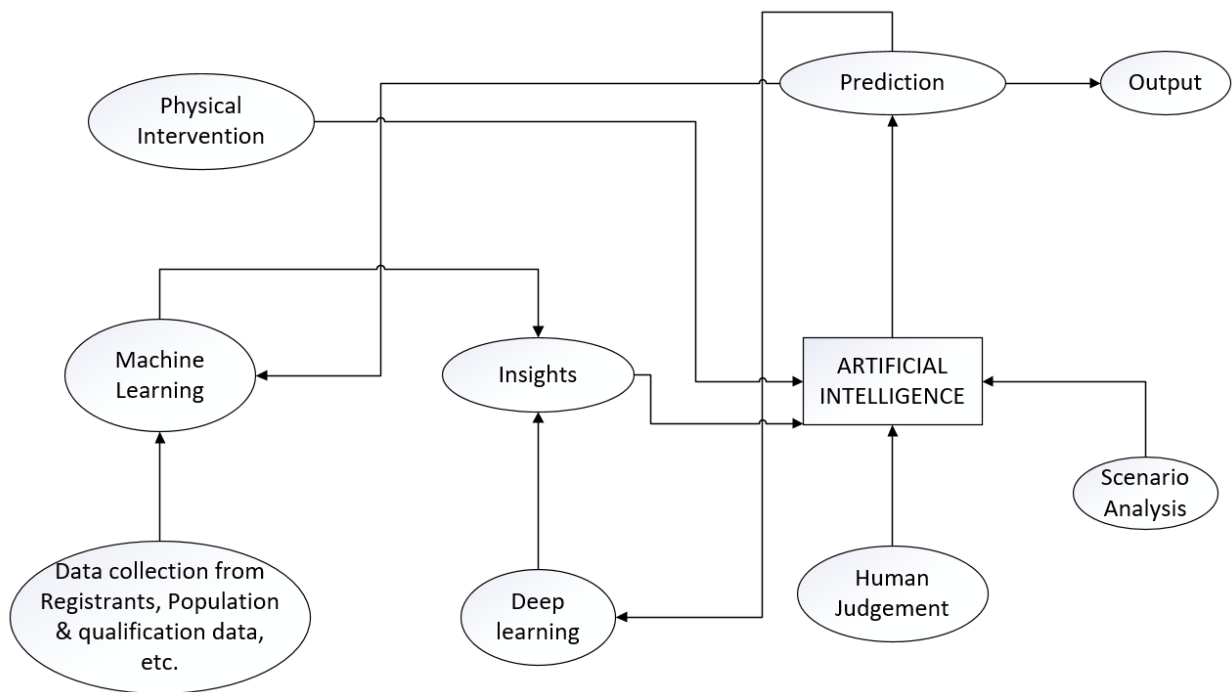 Prediction
Output
Physical
Intervention
Machine
Learning
Insights
ARTIFICIAL
INTELLIGENCE
Scenario
Analysis
Data collection from
Registrants, Population
& qualification data,
etc.
Deep
learning
Human
Judgement